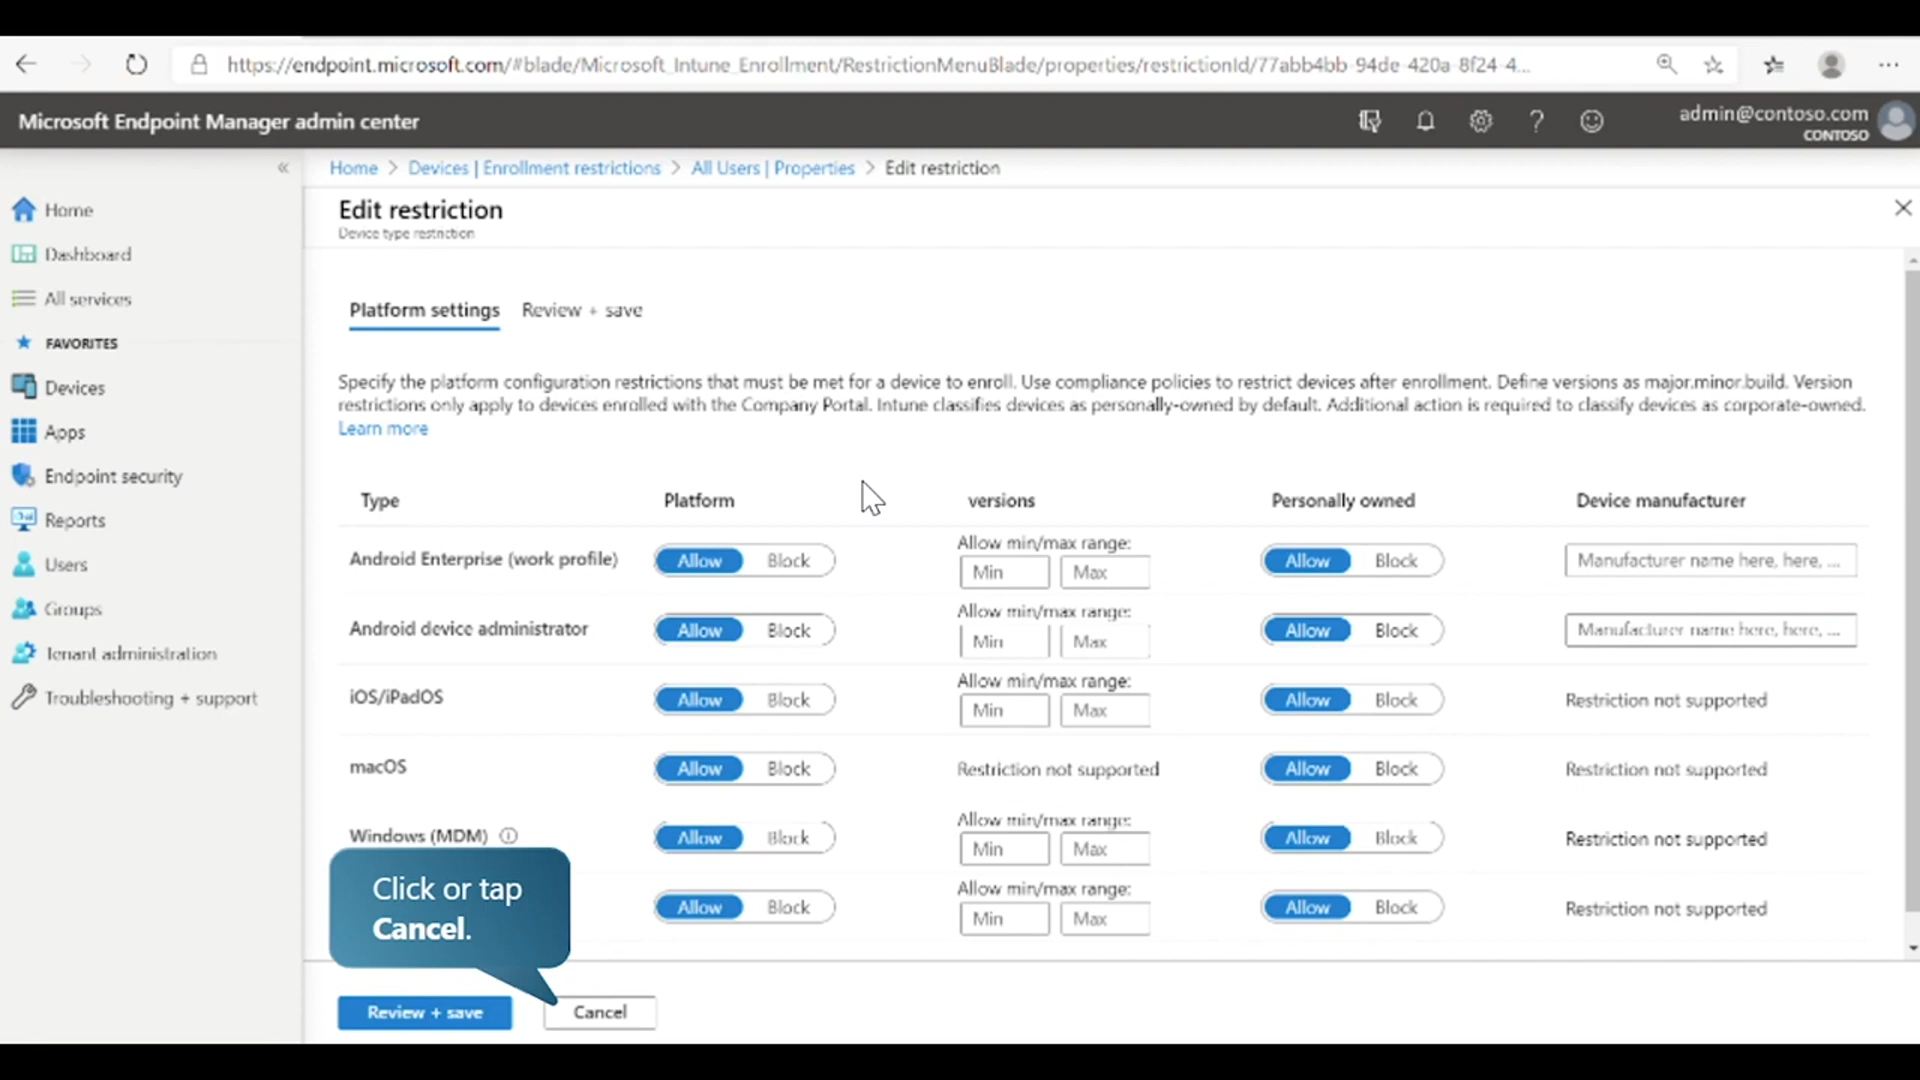 https://endpoint.microsoft.com/#blade/Microsoft_Intune_Enrollment/RestrictionMenuBlade/properties/restrictionId/77abb4bb-94de-420a-8f24-4...
Microsoft Endpoint Manager admin center
admin@contoso.com
CONTOSO
Home > Devices | Enrollment restrictions > All Users | Properties > Edit restriction
Edit restriction
Device type restriction
Home
Dashboard
All services
FAVORITES
Devices
Apps
Endpoint security
Reports
Users
Groups
Tenant administration
Troubleshooting + support
Platform settings Review + save
Specify the platform configuration restrictions that must be met for a device to enroll. Use compliance policies to restrict devices after enrollment. Define versions as major.minor.build. Version
restrictions only apply to devices enrolled with the Company Portal. Intune classifies devices as personally-owned by default. Additional action is required to classify devices as corporate-owned.
Learn more
Type Platform versions Personally owned Device manufacturer
Allow min/max range:
Android Enterprise (work profile) Allow Block Min Max Allow Block Manufacturer name here, here, ...
Allow min/max range:
Android device administrator Allow Block Min Max Allow Block Manufacturer name here, here, ...
Allow min/max range:
iOS/iPadOS Allow Block Min Max Allow Block Restriction not supported
macOS Allow Block Restriction not supported Allow Block Restriction not supported
Allow min/max range:
Windows (MDM) Allow Block Min Max Allow Block Restriction not supported
Allow min/max range:
Allow Block Min Max Allow Block Restriction not supported
Click or tap
Cancel.
Review + save Cancel